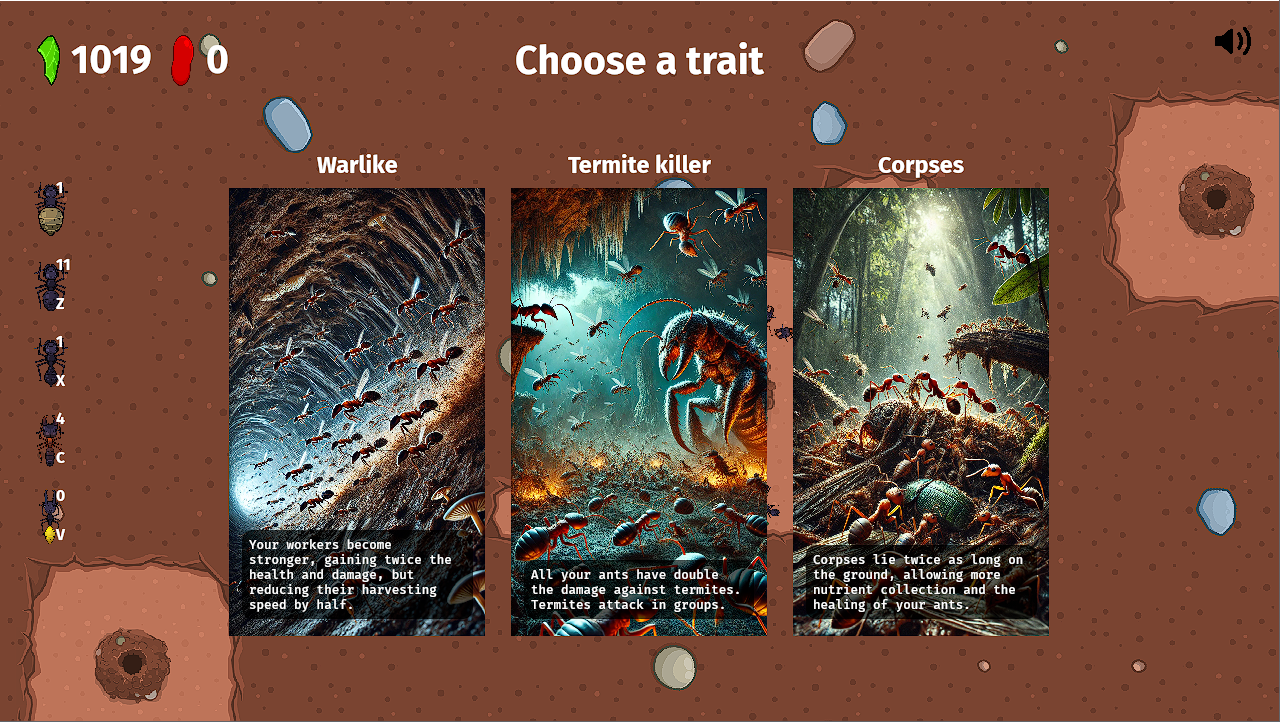 1019 0
Choose a trait
Warlike
Termite killer
Corpses
1
11
Z
1
X
4
C
0
V
Your workers become
stronger, gaining twice the
health and damage, but
reducing their harvesting
speed by half.
All your ants have double
the damage against termites.
Termites attack in groups.
Corpses lie twice as long on
the ground, allowing more
nutrient collection and the
healing of your ants.